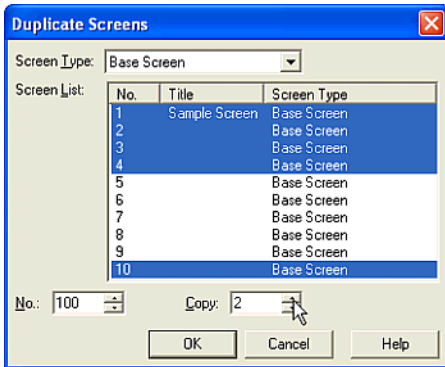 Duplicate Screens
Screen Type: Base Screen
Screen List:
No. Title Screen Type
1 Sample Screen Base Screen
2 Base Screen
3 Base Screen
4 Base Screen
5 Base Screen
6 Base Screen
7 Base Screen
8 Base Screen
9 Base Screen
10 Base Screen
No.: 100 Copy: 2
OK Cancel Help